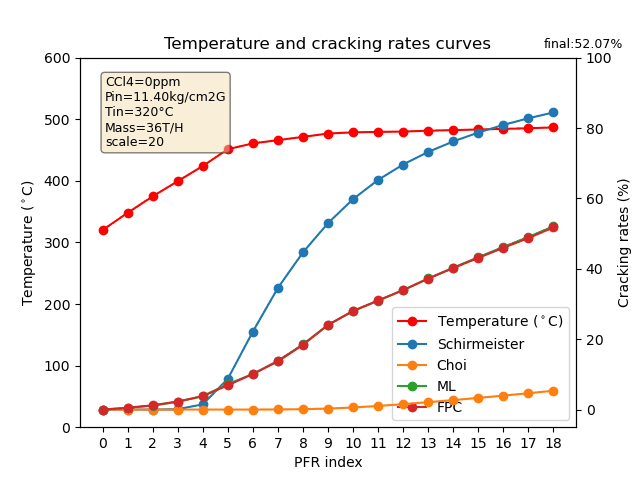 Temperature and cracking rates curves
final:52.07%
CCl4=0ppm
Pin=11.40kg/cm2G
Tin=320°C
Mass=36T/H
scale=20
Temperature (°C)
600
500
400
300
200
100
0
Cracking rates (%)
100
80
60
40
20
0
Temperature (°C)
Schirmeister
Choi
ML
FPC
0 1 2 3 4 5 6 7 8 9 10 11 12 13 14 15 16 17 18
PFR index